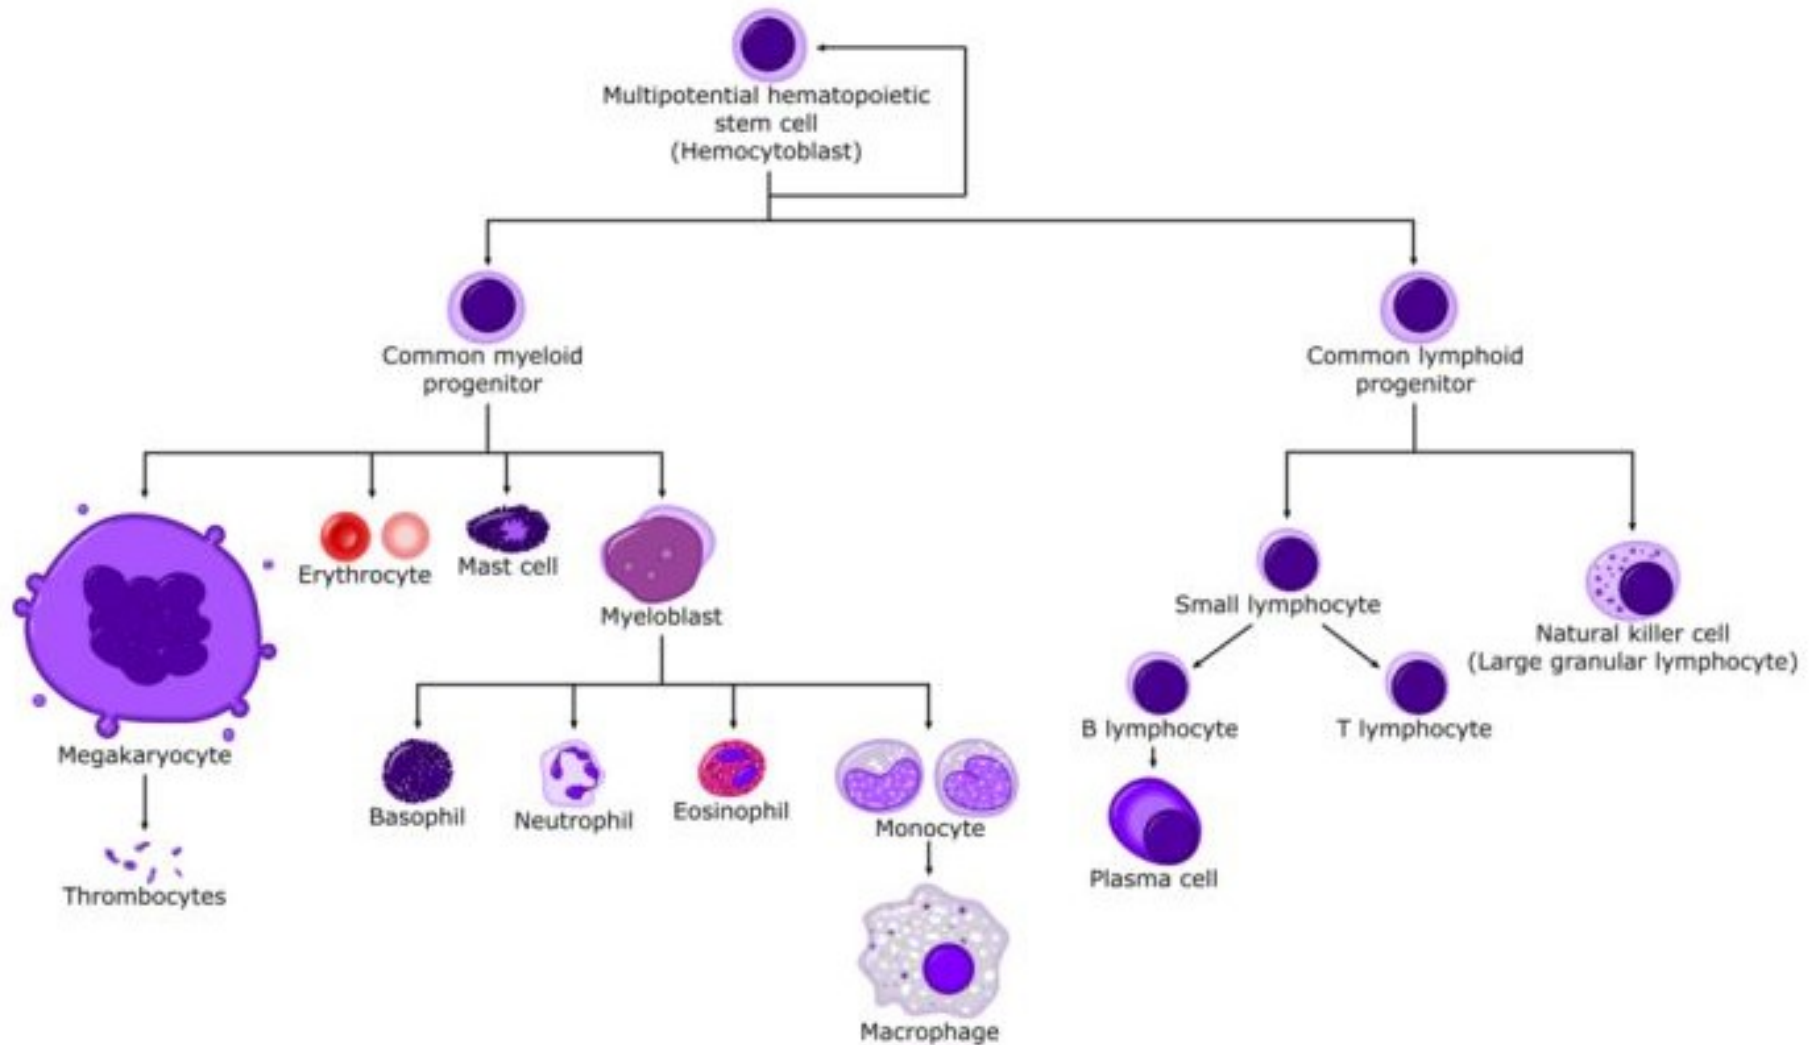 Multipotential hematopoietic
stem cell
(Hemocytoblast)
Common myeloid
progenitor
Common lymphoid
progenitor
Erythrocyte
Mast cell
Myeloblast
Small lymphocyte
Natural killer cell
(Large granular lymphocyte)
Megakaryocyte
B lymphocyte
T lymphocyte
Basophil
Neutrophil
Eosinophil
Monocyte
Plasma cell
Thrombocytes
Macrophage